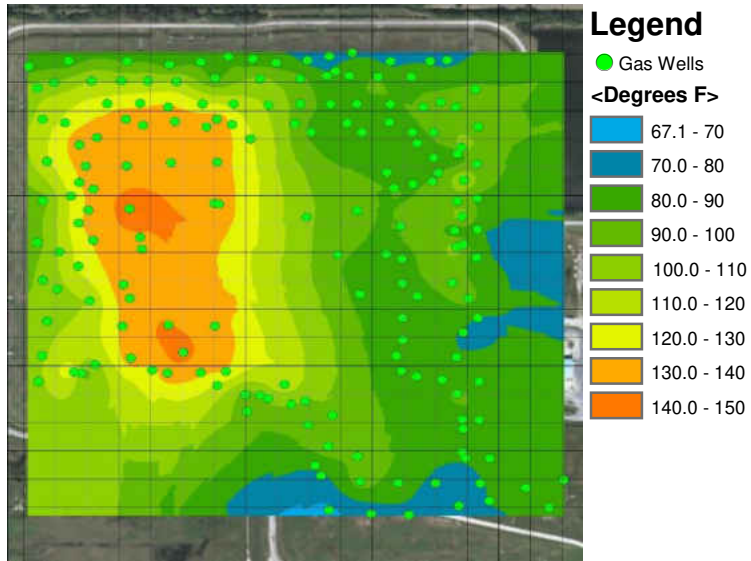 Legend
Gas Wells
<Degrees F>
67.1 - 70
70.0 - 80
80.0 - 90
90.0 - 100
100.0 - 110
110.0 - 120
120.0 - 130
130.0 - 140
140.0 - 150